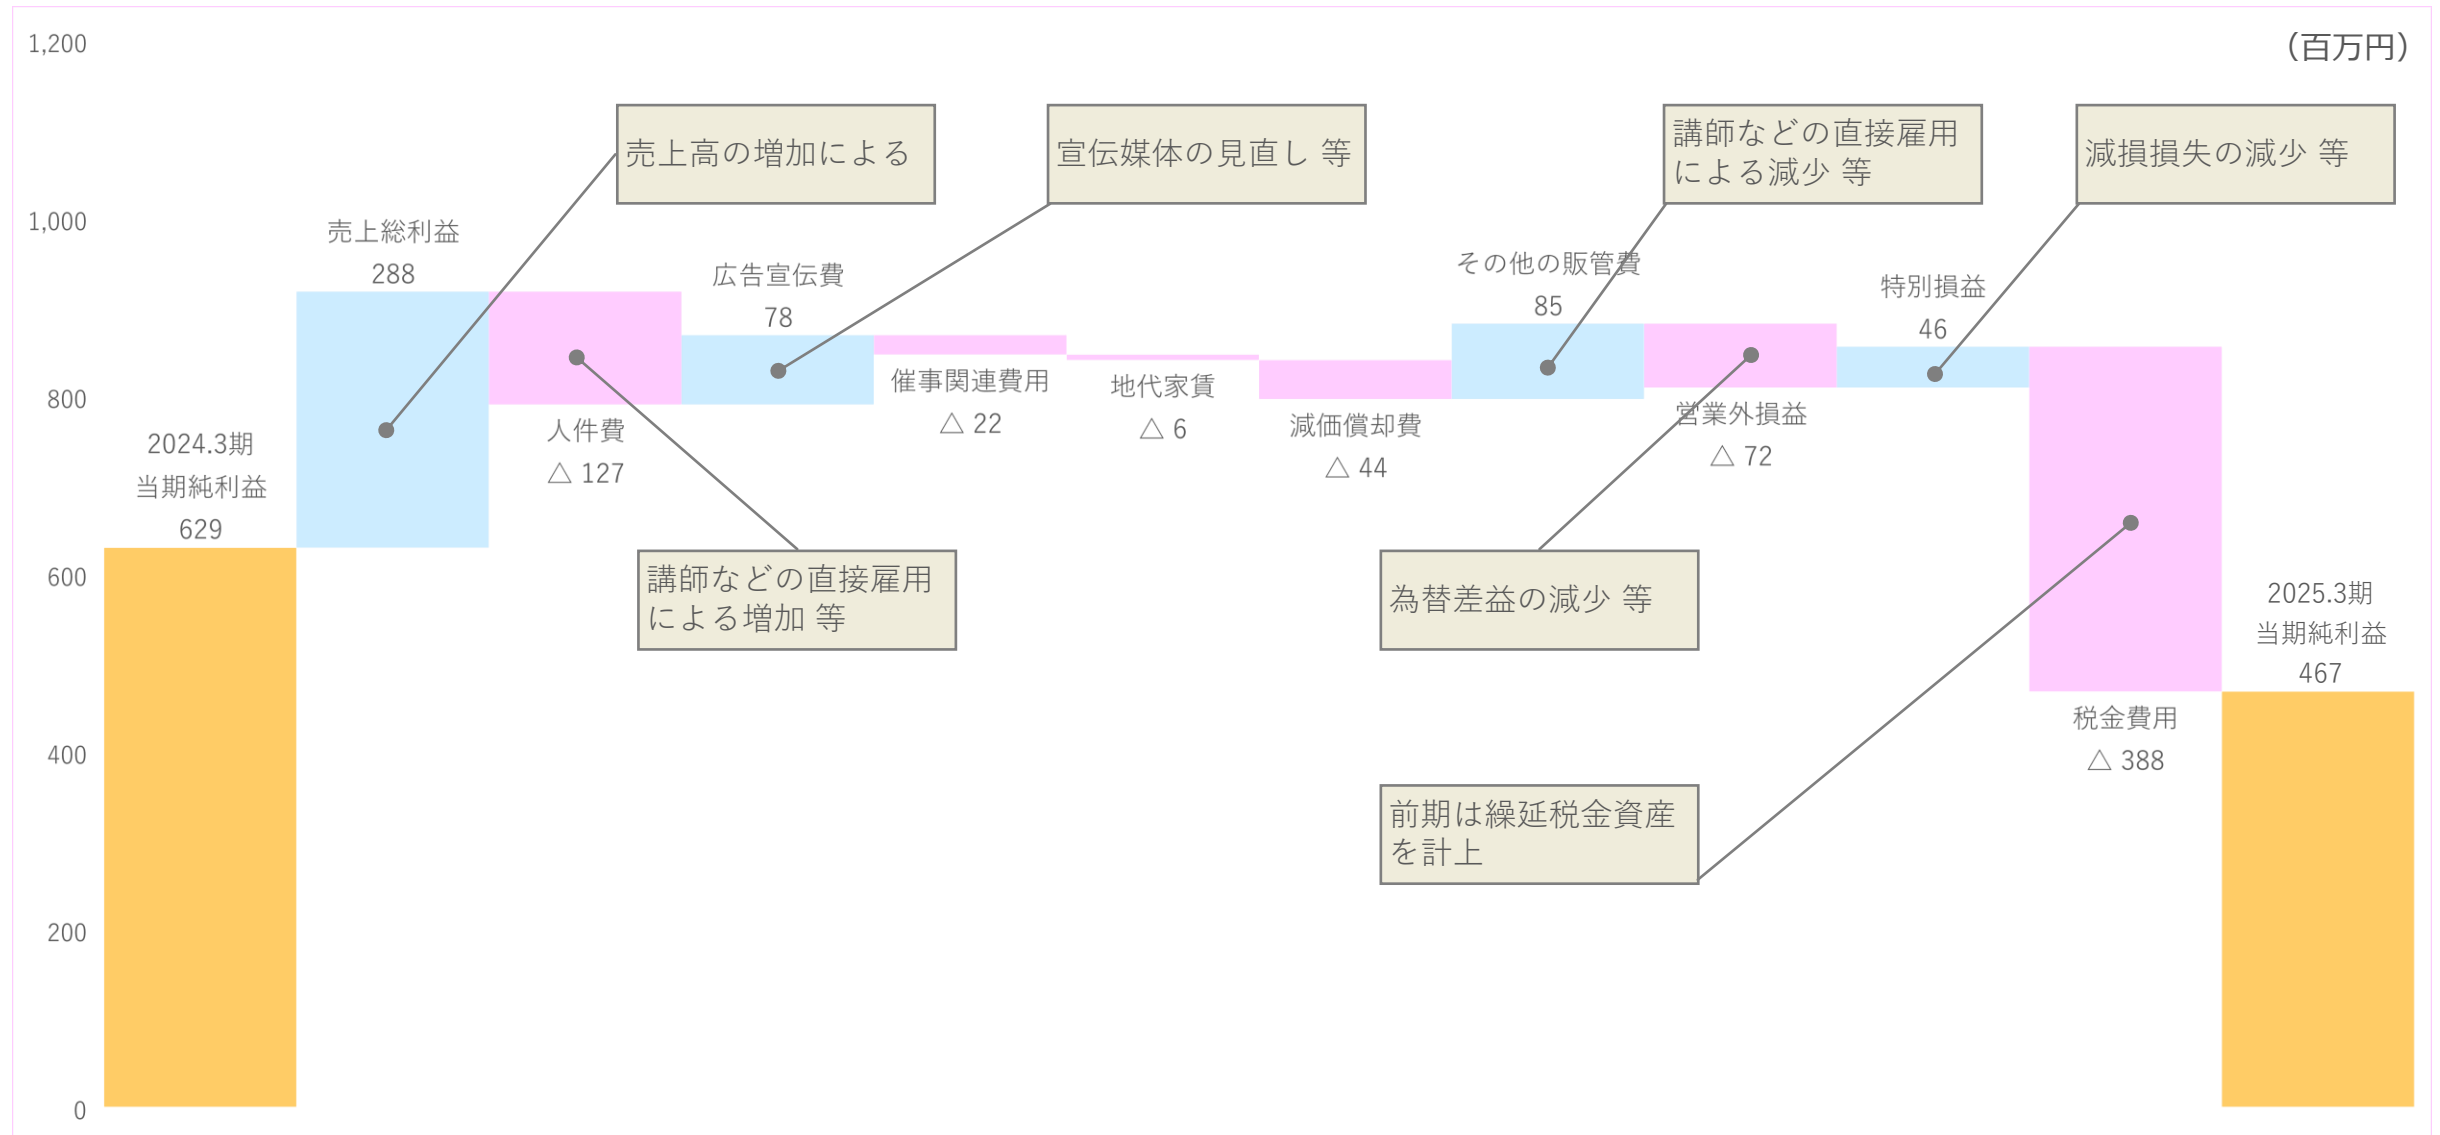 (百万円)
1,200
1,000
800
600
400
200
0
売上高の増加による
宣伝媒体の見直し 等
講師などの直接雇用
による減少 等
減損損失の減少 等
2024.3期
当期純利益
629
売上総利益
288
人件費
△ 127
広告宣伝費
78
催事関連費用
△ 22
地代家賃
△ 6
減価償却費
△ 44
その他の販管費
85
営業外損益
△ 72
特別損益
46
税金費用
△ 388
2025.3期
当期純利益
467
講師などの直接雇用
による増加 等
為替差益の減少 等
前期は繰延税金資産
を計上